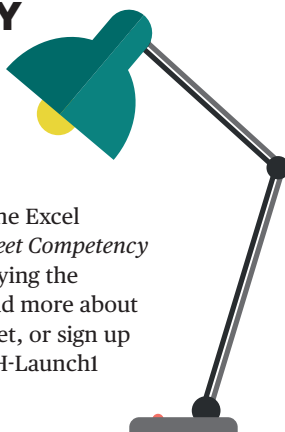 Y
he Excel
eet Competency
ying the
d more about
et, or sign up
H-Launch1